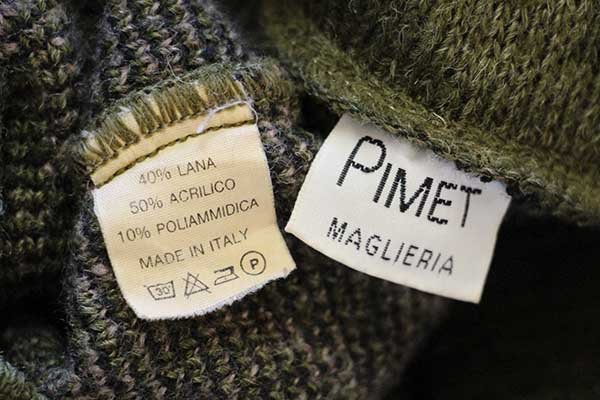 40% LANA
50% ACRILICO
10% POLIAMMIDICA
MADE IN ITALY
30° P
PIMET
MAGLIERIA